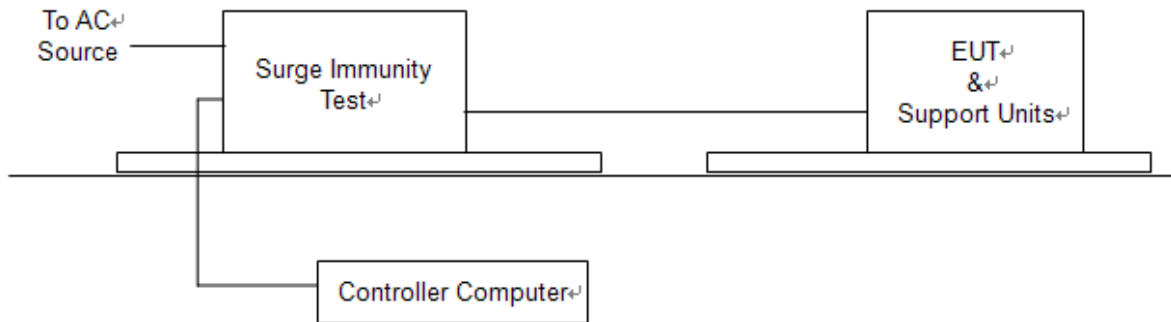 To AC↵
Source
Surge Immunity
Test↵
EUT↵
&↵
Support Units↵
Controller Computer↵